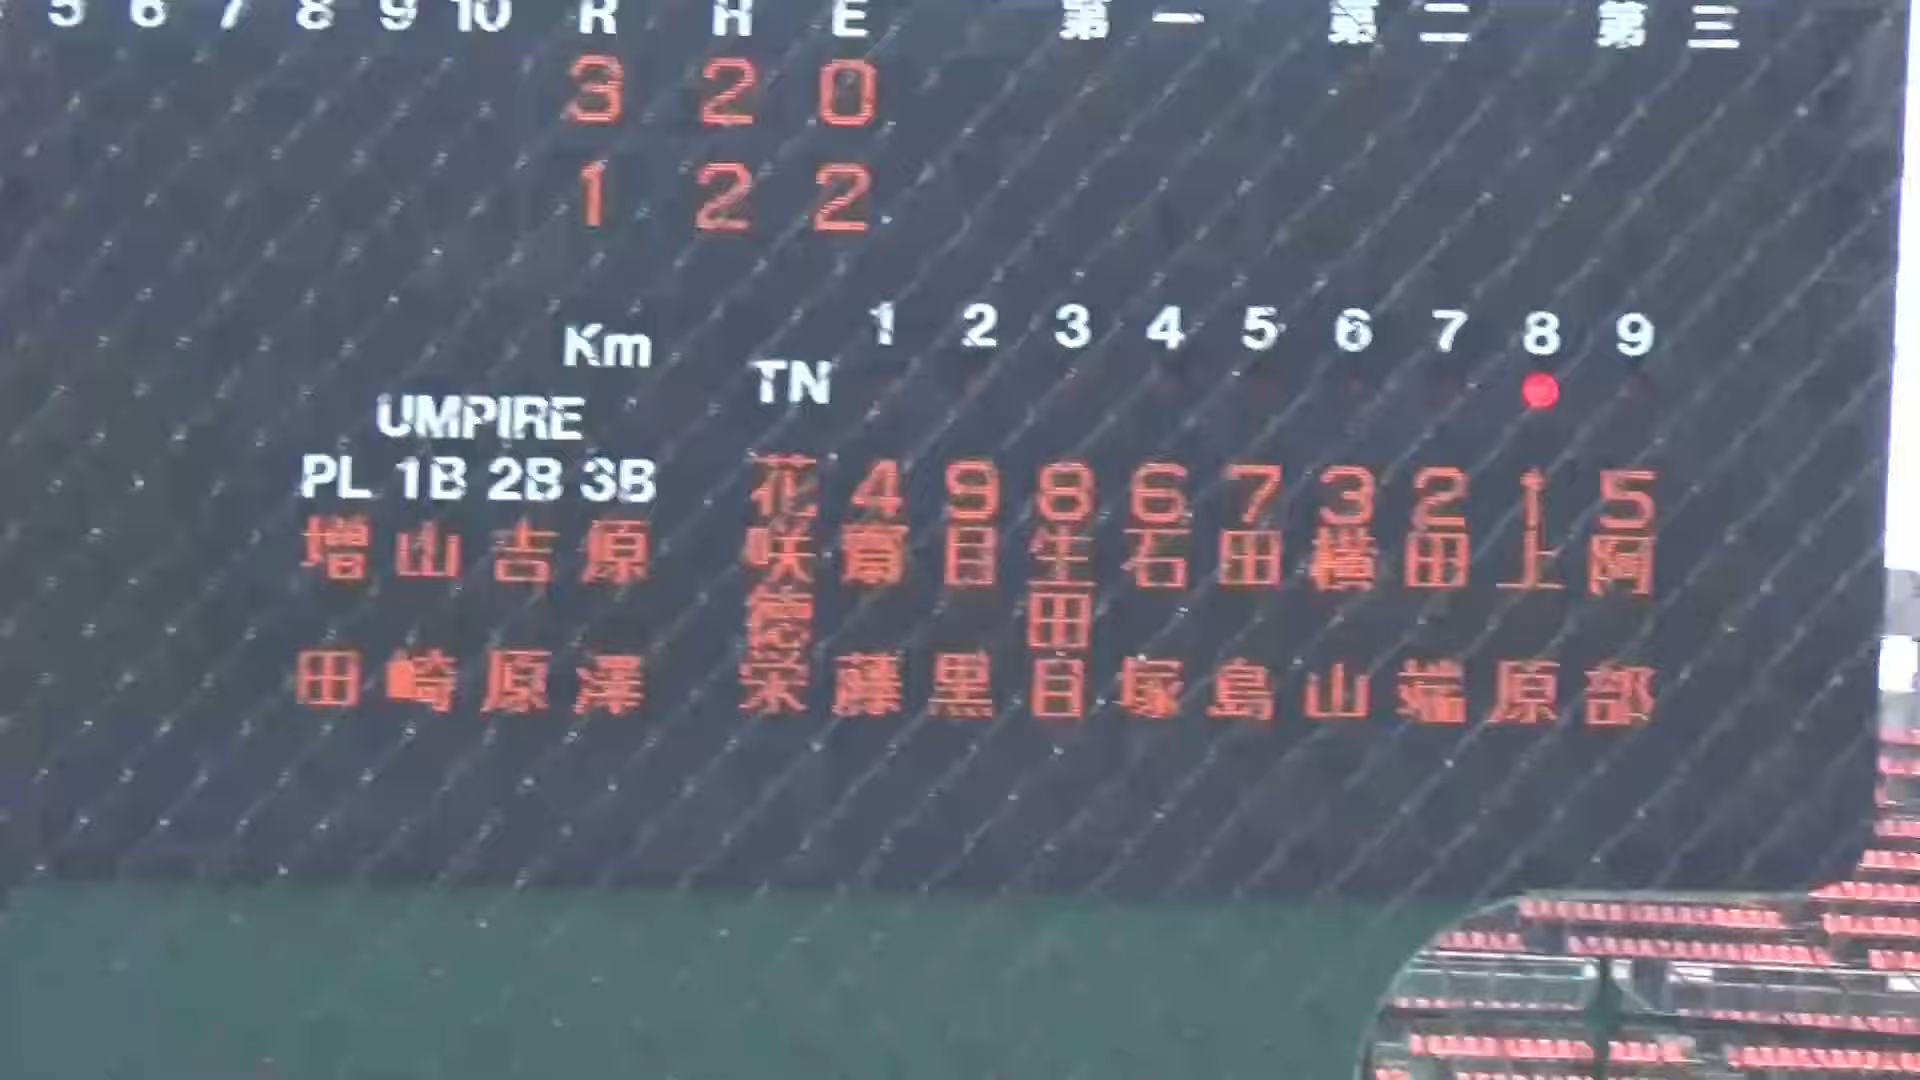 5 6 7 8 9 10 R H E 第一 第二 第三
3 2 0
1 2 2
Km
TN 1 2 3 4 5 6 7 8 9
UMPIRE
PL 1B 2B 3B
増田 山崎 吉原 原澤
花咲徳栄
4 齋藤
9 目黒
8 生田目
6 石塚
7 田島
3 横山
2 田端
1 上原
5 阿部